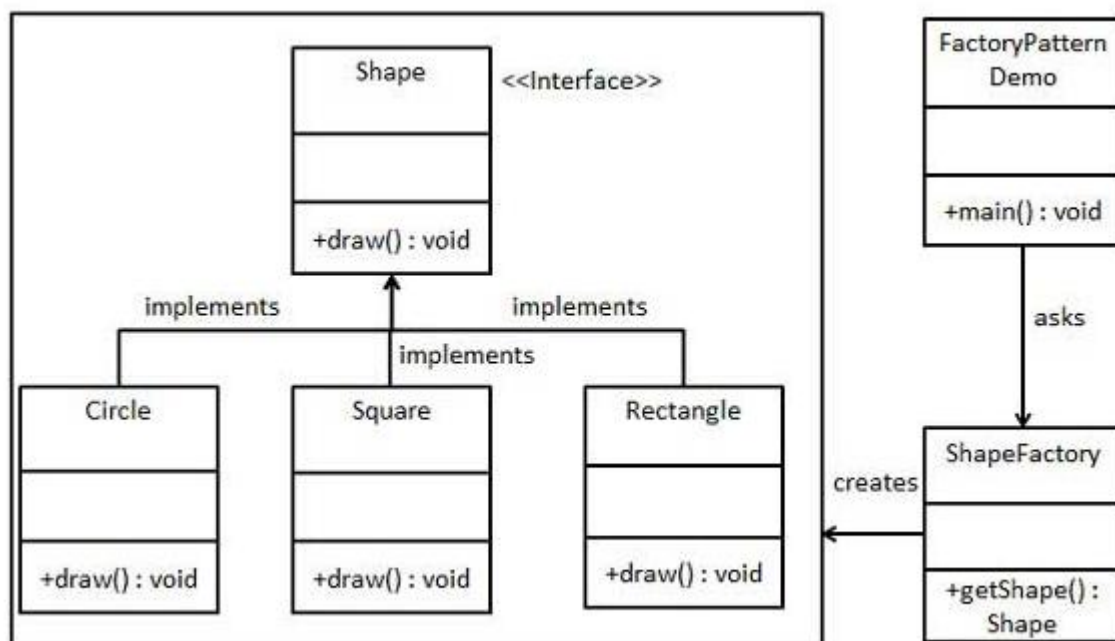 Shape
<<Interface>>
+draw() : void
implements
implements
implements
Circle
+draw() : void
Square
+draw() : void
Rectangle
+draw() : void
FactoryPattern
Demo
+main() : void
asks
ShapeFactory
+getShape() :
Shape
creates